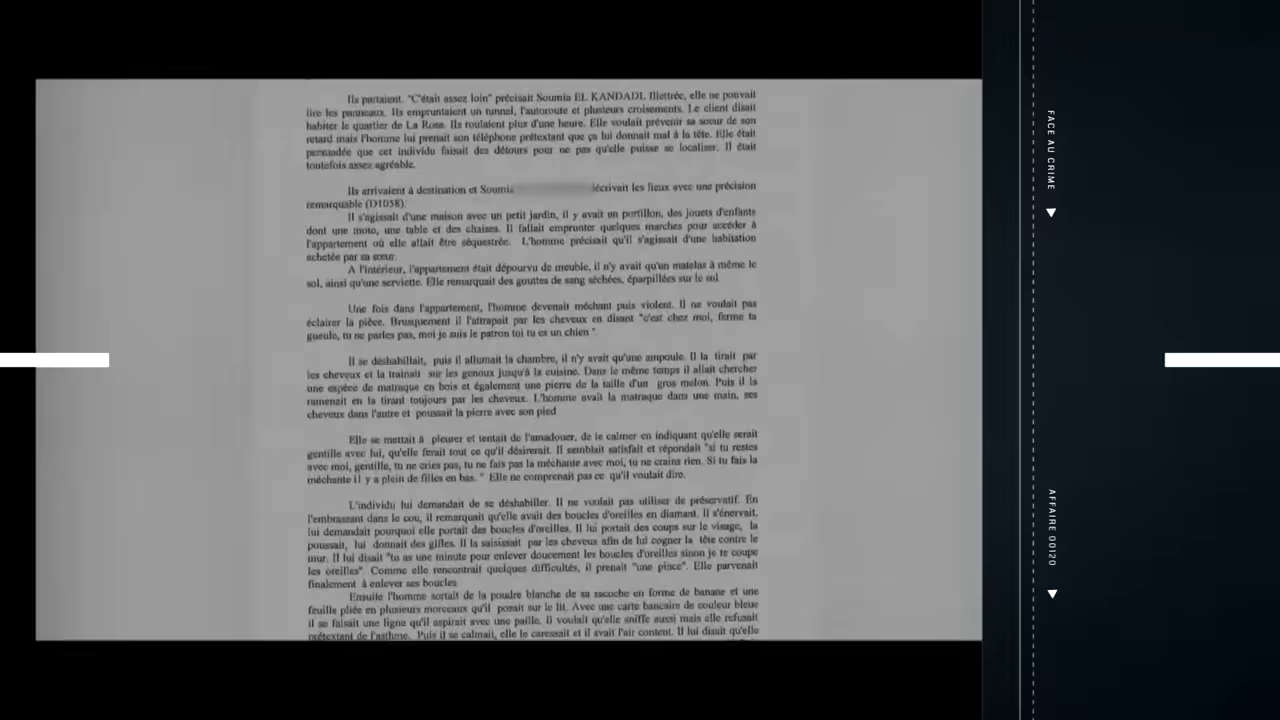 Ils partaient. "C'était assez loin" précisait Soumia EL KANDADI. Illettrée, elle ne pouvait
lire les panneaux. Ils empruntaient un tunnel, l'autoroute et plusieurs croisements. Le client disait
habiter le quartier de La Rose. Ils roulaient plus d'une heure. Elle voulait prévenir sa soeur de son
retard mais l'homme lui prenait son téléphone prétextant que ça lui donnait mal à la tête. Elle était
persuadée que cet individu faisait des détours pour ne pas qu'elle puisse se localiser. Il était
toutefois assez agréable.
Ils arrivaient à destination et Soumia écrivait les lieux avec une précision
remarquable (D1058).
Il s'agissait d'une maison avec un petit jardin, il y avait un portillon, des jouets d'enfants
dont une moto, une table et des chaises. Il fallait emprunter quelques marches pour accéder à
l'appartement où elle allait être séquestrée. L'homme précisait qu'il s'agissait d'une habitation
achetée par sa sœur.
A l'intérieur, l'appartement était dépourvu de meuble, il n'y avait qu'un matelas à même le
sol, ainsi qu'une serviette. Elle remarquait des gouttes de sang séchées, éparpillées sur le sol.
Une fois dans l'appartement, l'homme devenait méchant puis violent. Il ne voulait pas
éclairer la pièce. Brusquement il l'attrapait par les cheveux en disant "c'est chez moi, ferme ta
gueule, tu ne parles pas, moi je suis le patron toi tu es un chien "
Il se déshabillait, puis il allumait la chambre, il n'y avait qu'une ampoule. Il la tirait par
les cheveux et la trainait sur les genoux jusqu'à la cuisine. Dans le même temps il allait chercher
une espèce de matraque en bois et également une pierre de la taille d'un gros melon. Puis il la
ramenait en la tirant toujours par les cheveux. L'homme avait la matraque dans une main, ses
cheveux dans l'autre et poussait la pierre avec son pied
Elle se mettait à pleurer et tentait de l'amadouer, de le calmer en indiquant qu'elle serait
gentille avec lui, qu'elle ferait tout ce qu'il désirerait. Il semblait satisfait et répondait "si tu restes
avec moi, gentille, tu ne cries pas, tu ne fais pas la méchante avec moi, tu ne crains rien. Si tu fais la
méchante il y a plein de filles en bas. " Elle ne comprenait pas ce qu'il voulait dire.
L'individu lui demandait de se déshabiller. Il ne voulait pas utiliser de préservatif. En
l'embrassant dans le cou, il remarquait qu'elle avait des boucles d'oreilles en diamant. Il s'énervait,
lui demandait pourquoi elle portait des boucles d'oreilles. Il lui portait des coups sur le visage, la
poussait, lui donnait des gifles. Il la saisissait par les cheveux afin de lui cogner la tête contre le
mur. Il lui disait "tu as une minute pour enlever doucement les boucles d'oreilles sinon je te coupe
les oreilles". Comme elle rencontrait quelques difficultés, il prenait "une pince". Elle parvenait
finalement à enlever ses boucles
Ensuite l'homme sortait de la poudre blanche de sa sacoche en forme de banane et une
feuille pliée en plusieurs morceaux qu'il posait sur le lit. Avec une carte bancaire de couleur bleue
il se faisait une ligne qu'il aspirait avec une paille. Il voulait qu'elle sniffe aussi mais elle refusait
prétextant de l'asthme. Puis il se calmait, elle le caressait et il avait l'air content. Il lui disait qu'elle
FACE AU CRIME
AFFAIRE 00120